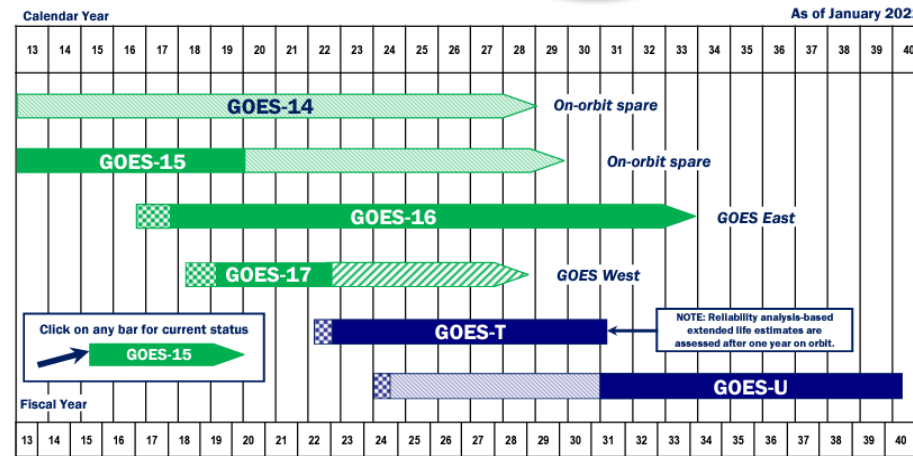 Calendar Year
As of January 202
13 14 15 16 17 18 19 20 21 22 23 24 25 26 27 28 29 30 31 32 33 34 35 36 37 38 39 40
GOES-14 On-orbit spare
GOES-15 On-orbit spare
GOES-16 GOES East
GOES-17 GOES West
Click on any bar for current status
GOES-15
GOES-T
NOTE: Reliability analysis-based
extended life estimates are
assessed after one year on orbit.
GOES-U
Fiscal Year
13 14 15 16 17 18 19 20 21 22 23 24 25 26 27 28 29 30 31 32 33 34 35 36 37 38 39 40